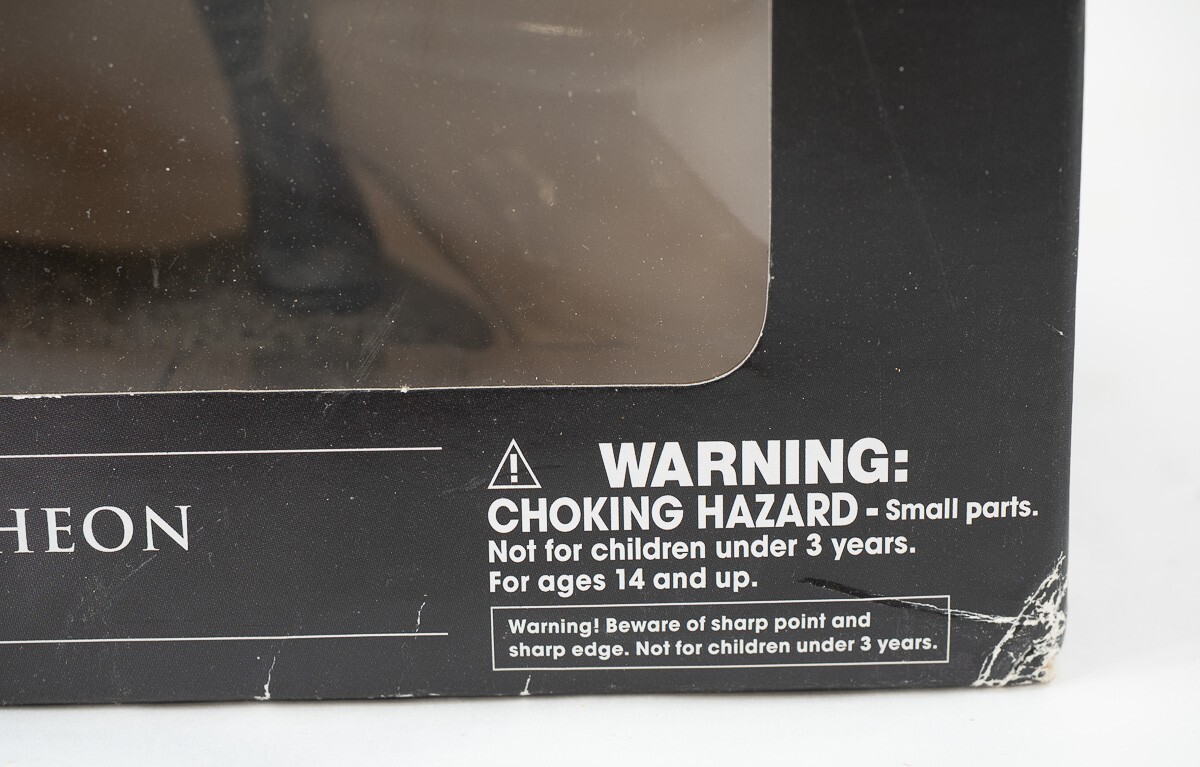 HEON
WARNING:
CHOKING HAZARD - Small parts.
Not for children under 3 years.
For ages 14 and up.
Warning! Beware of sharp point and
sharp edge. Not for children under 3 years.